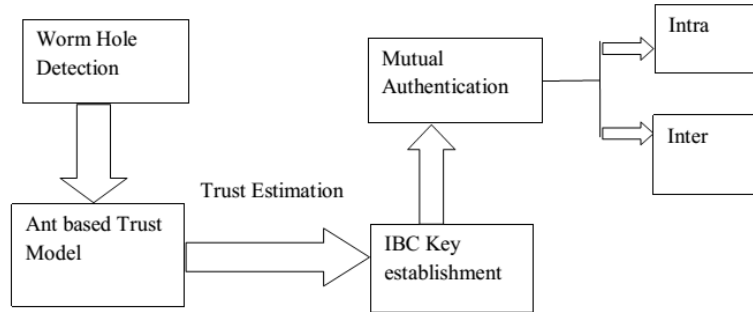 Worm Hole
Detection
Ant based Trust
Model
Trust Estimation
IBC Key
establishment
Mutual
Authentication
Intra
Inter